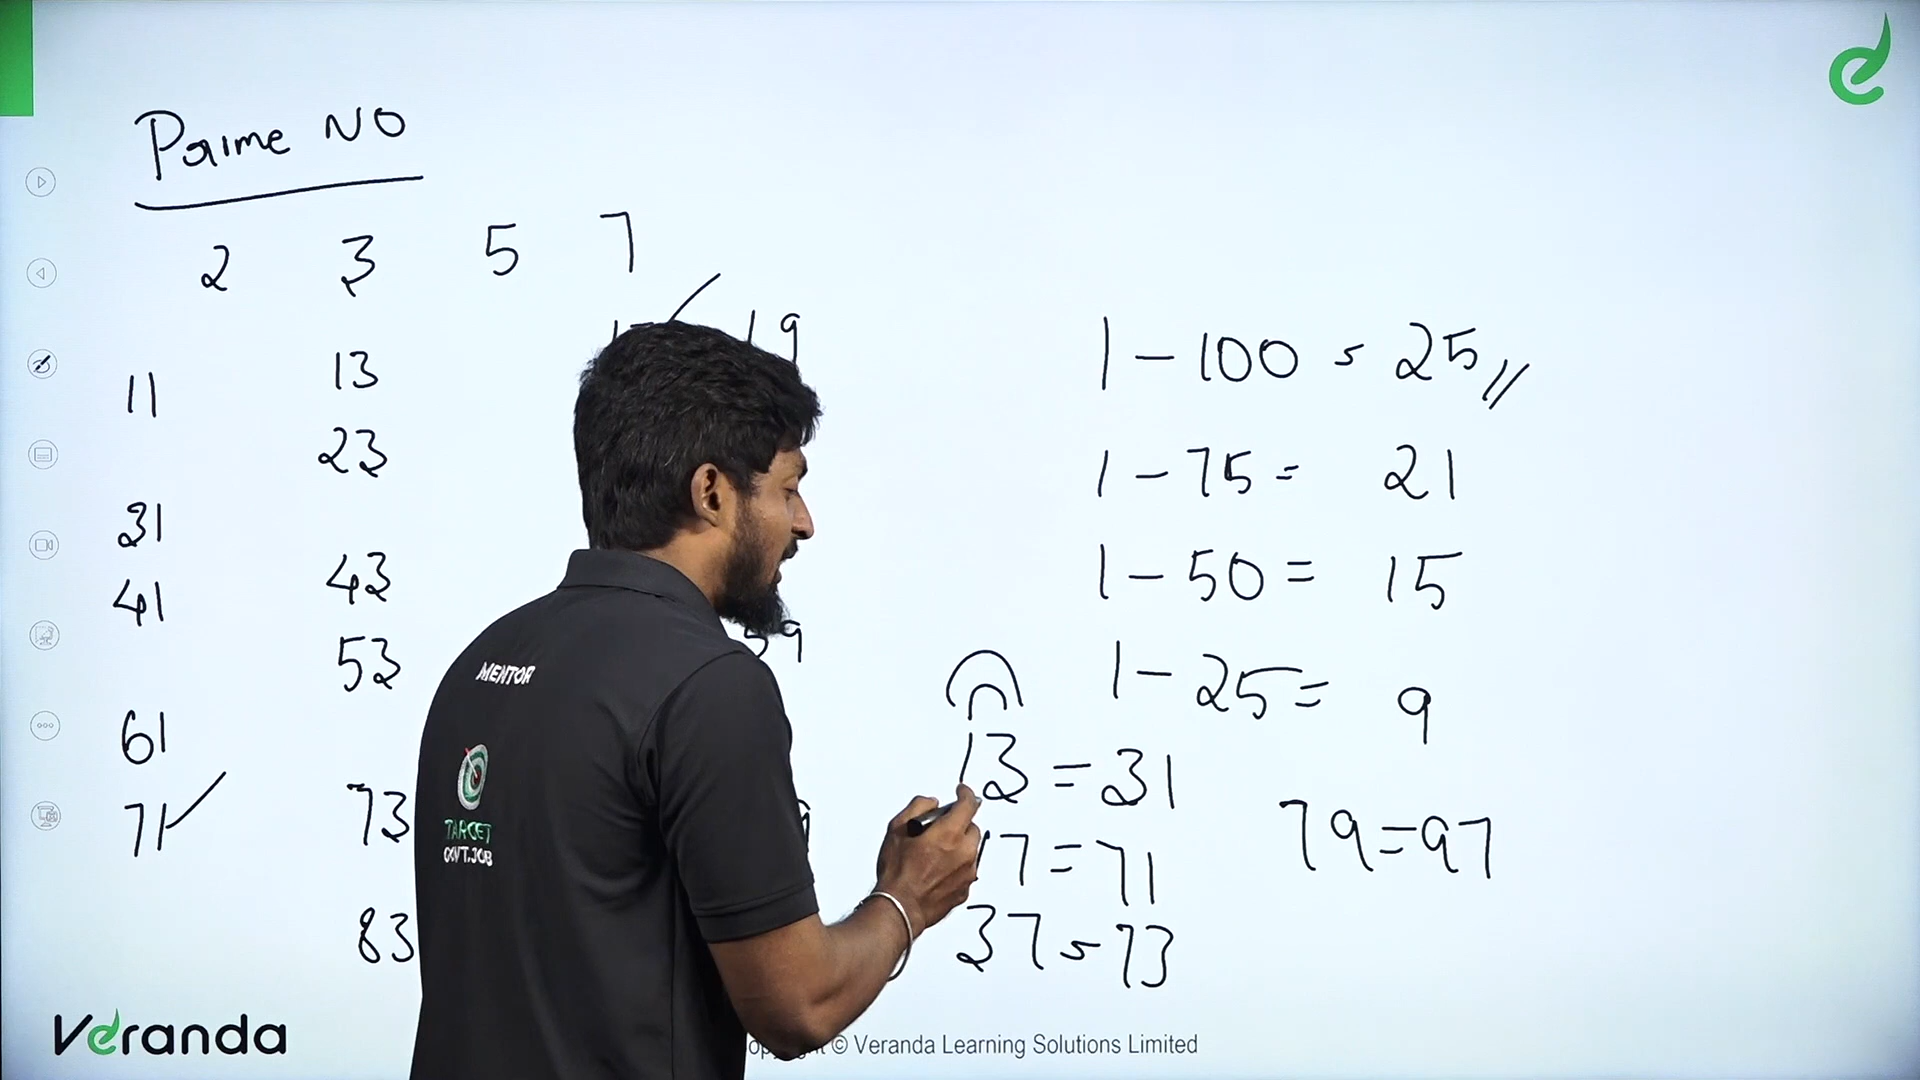 Prime NO
2 3 5 7
11 13 19
23
31
41 43
53 59
61
71 73
83
1 - 100 = 25
1 - 75 = 21
1 - 50 = 15
1 - 25 = 9
13 = 31
17 = 71
37 = 73
79 = 97
MENTOR
TARGET
GOVT.JOB
Veranda
© Veranda Learning Solutions Limited